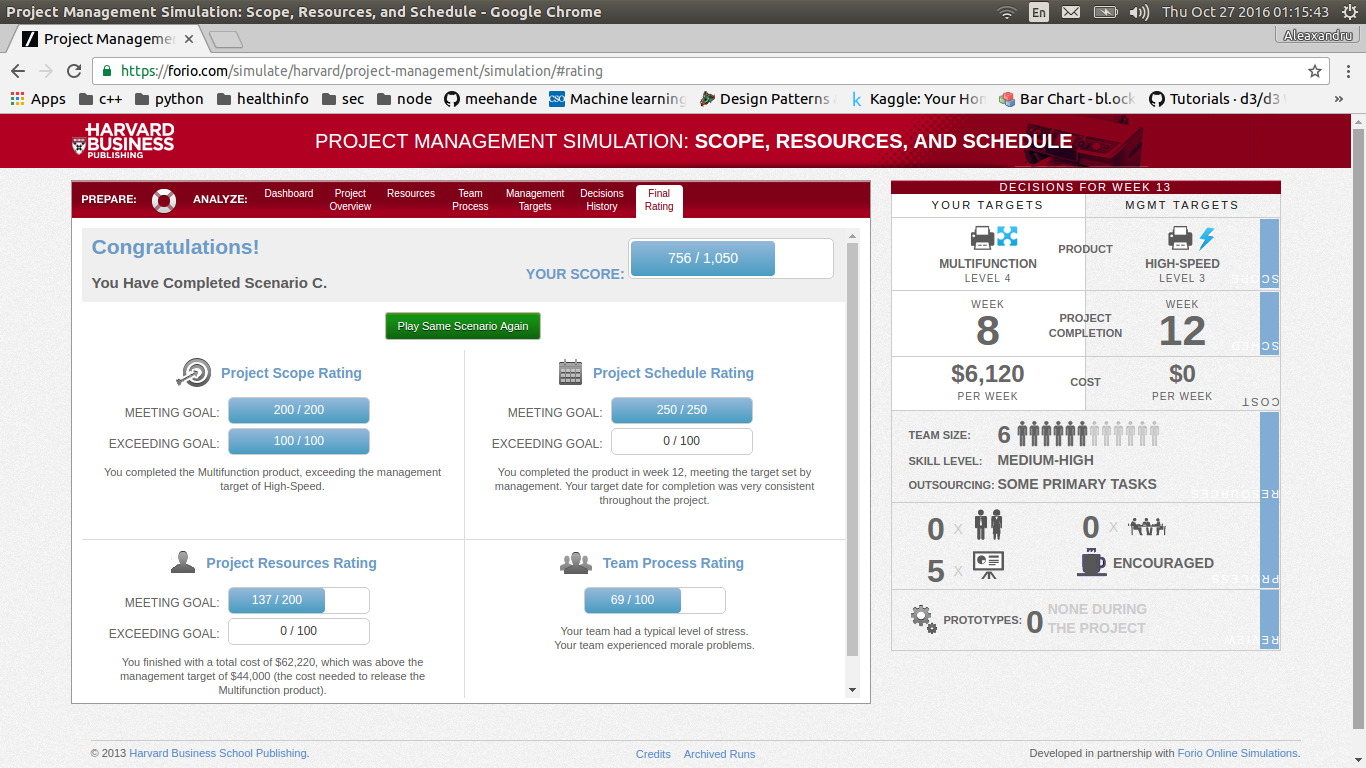 Project Management Simulation: Scope, Resources, and Schedule - Google Chrome
En
Thu Oct 27 2016 01:15:43
Project Manageme
Aleaxandru
https://forio.com/simulate/harvard/project-management/simulation/#rating
Apps c++ python healthinfo sec node meehande CSO Machine learning Design Patterns Kaggle: Your Hom Bar Chart - bl.ock Tutorials · d3/d3 »
HARVARD
BUSINESS
PUBLISHING
PROJECT MANAGEMENT SIMULATION: SCOPE, RESOURCES, AND SCHEDULE
PREPARE: ANALYZE: Dashboard Project Overview Resources Team Process Management Targets Decisions History Final Rating
Congratulations!
You Have Completed Scenario C.
YOUR SCORE: 756 / 1,050
Play Same Scenario Again
Project Scope Rating
MEETING GOAL: 200 / 200
EXCEEDING GOAL: 100 / 100
You completed the Multifunction product, exceeding the management
target of High-Speed.
Project Schedule Rating
MEETING GOAL: 250 / 250
EXCEEDING GOAL: 0 / 100
You completed the product in week 12, meeting the target set by
management. Your target date for completion was very consistent
throughout the project.
Project Resources Rating
MEETING GOAL: 137 / 200
EXCEEDING GOAL: 0 / 100
You finished with a total cost of $62,220, which was above the
management target of $44,000 (the cost needed to release the
Multifunction product).
Team Process Rating
69 / 100
Your team had a typical level of stress.
Your team experienced morale problems.
DECISIONS FOR WEEK 13
YOUR TARGETS MGMT TARGETS
MULTIFUNCTION
LEVEL 4
PRODUCT
HIGH-SPEED
LEVEL 3
SCOPE
WEEK
8
PROJECT
COMPLETION
WEEK
12
SCHED
$6,120
PER WEEK
COST
$0
PER WEEK
COST
TEAM SIZE: 6
SKILL LEVEL: MEDIUM-HIGH
OUTSOURCING: SOME PRIMARY TASKS
RESOURCES
0 x 0 x
5 x ENCOURAGED
PROCESS
PROTOTYPES: 0 NONE DURING
THE PROJECT
REVIEW
© 2013 Harvard Business School Publishing. Credits Archived Runs Developed in partnership with Forio Online Simulations.